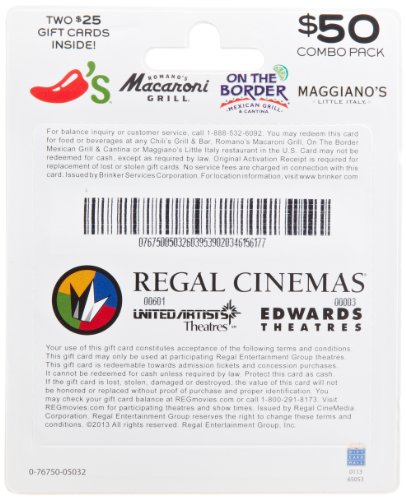 TWO $25
GIFT CARDS
INSIDE!
$50
COMBO PACK
'S
ROMANO'S
Macaroni
GRILL
ON THE
BORDER
MEXICAN GRILL
& CANTINA
MAGGIANO'S
LITTLE ITALY
For balance inquiry or customer service, call 1-888-532-6092. You may redeem this card
for food or beverages at any Chili's Grill & Bar, Romano's Macaroni Grill, On The Border
Mexican Grill & Cantina or Maggiano's Little Italy restaurant in the U.S. Card may not be
redeemed for cash, except as required by law. Original Activation Receipt is required for
replacement of lost or stolen gift cards. No service fees are charged in connection with this
card. Issued by Brinker Services Corporation. For location information, visit www.brinker.com.
07675005032603953902034615617​7
REGAL CINEMAS
00601
00003
UNITED ARTISTS
Theatres
EDWARDS
THEATRES
Your use of this gift card constitutes acceptance of the following terms and conditions.
This gift card may only be used at participating Regal Entertainment Group theatres.
This gift card is redeemable towards admission tickets and concession purchases.
It cannot be redeemed for cash unless required by law. Protect this card as cash.
If the gift card is lost, stolen, damaged or destroyed, the value of this card will not
be honored or replaced without proof of purchase and proper identification. You
may check your gift card balance at REGmovies.com or call 1-800-291-8173. Visit
REGmovies.com for participating theatres and show times. Issued by Regal CineMedia
Corporation. Regal Cinemas reserves the right to change these terms and
conditions. ©2013 All rights reserved. Regal Entertainment Group, Inc.
0-76750-05032
0113
65053